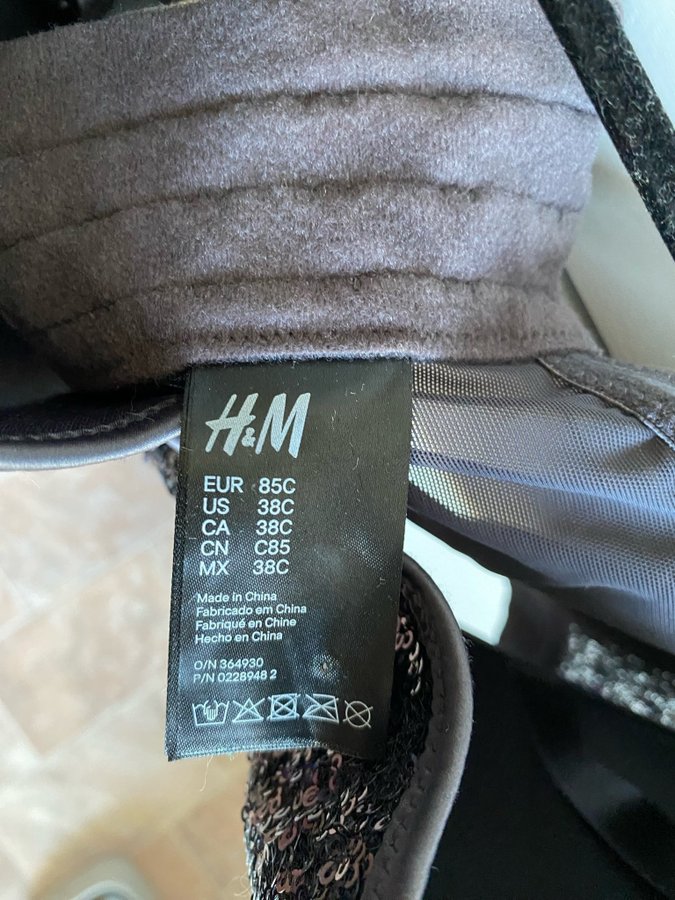 H&M
EUR 85C
US 38C
CA 38C
CN C85
MX 38C
Made in China
Fabricado em China
Fabriqué en Chine
Hecho en China
O/N 364930
P/N 0228948 2